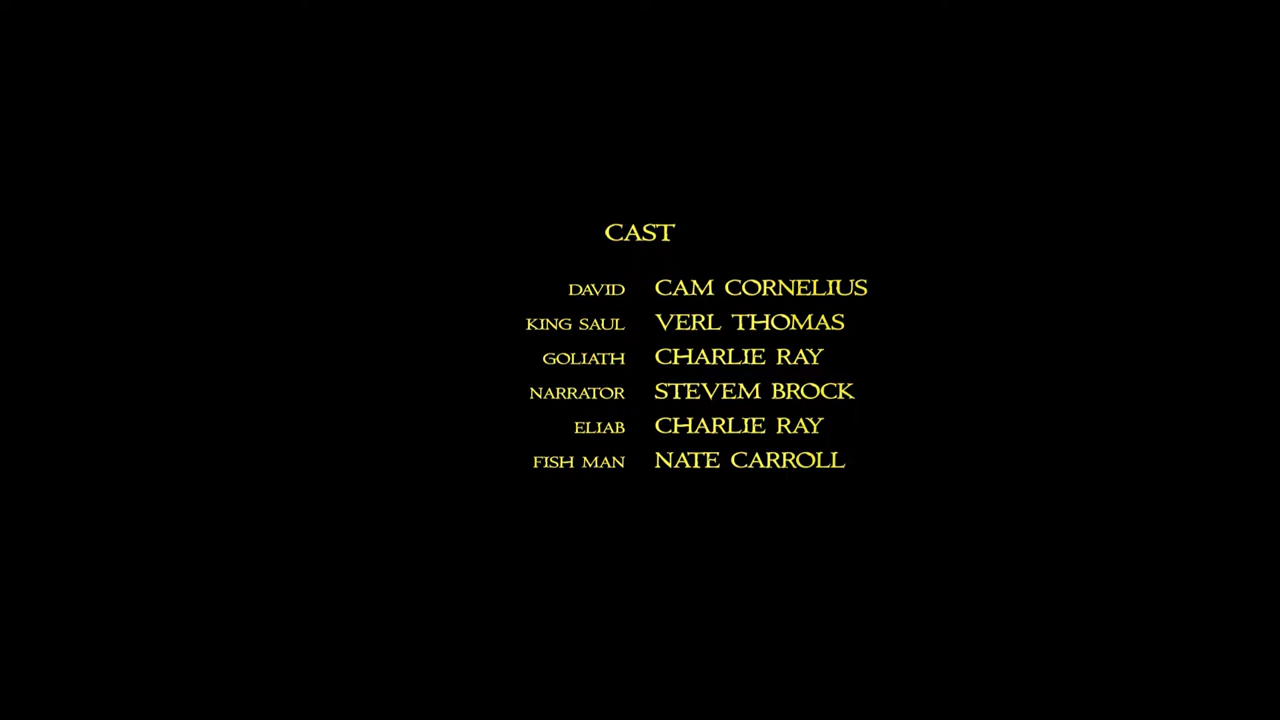 CAST
DAVID CAM CORNELIUS
KING SAUL VERL THOMAS
GOLIATH CHARLIE RAY
NARRATOR STEVEM BROCK
ELIAB CHARLIE RAY
FISH MAN NATE CARROLL